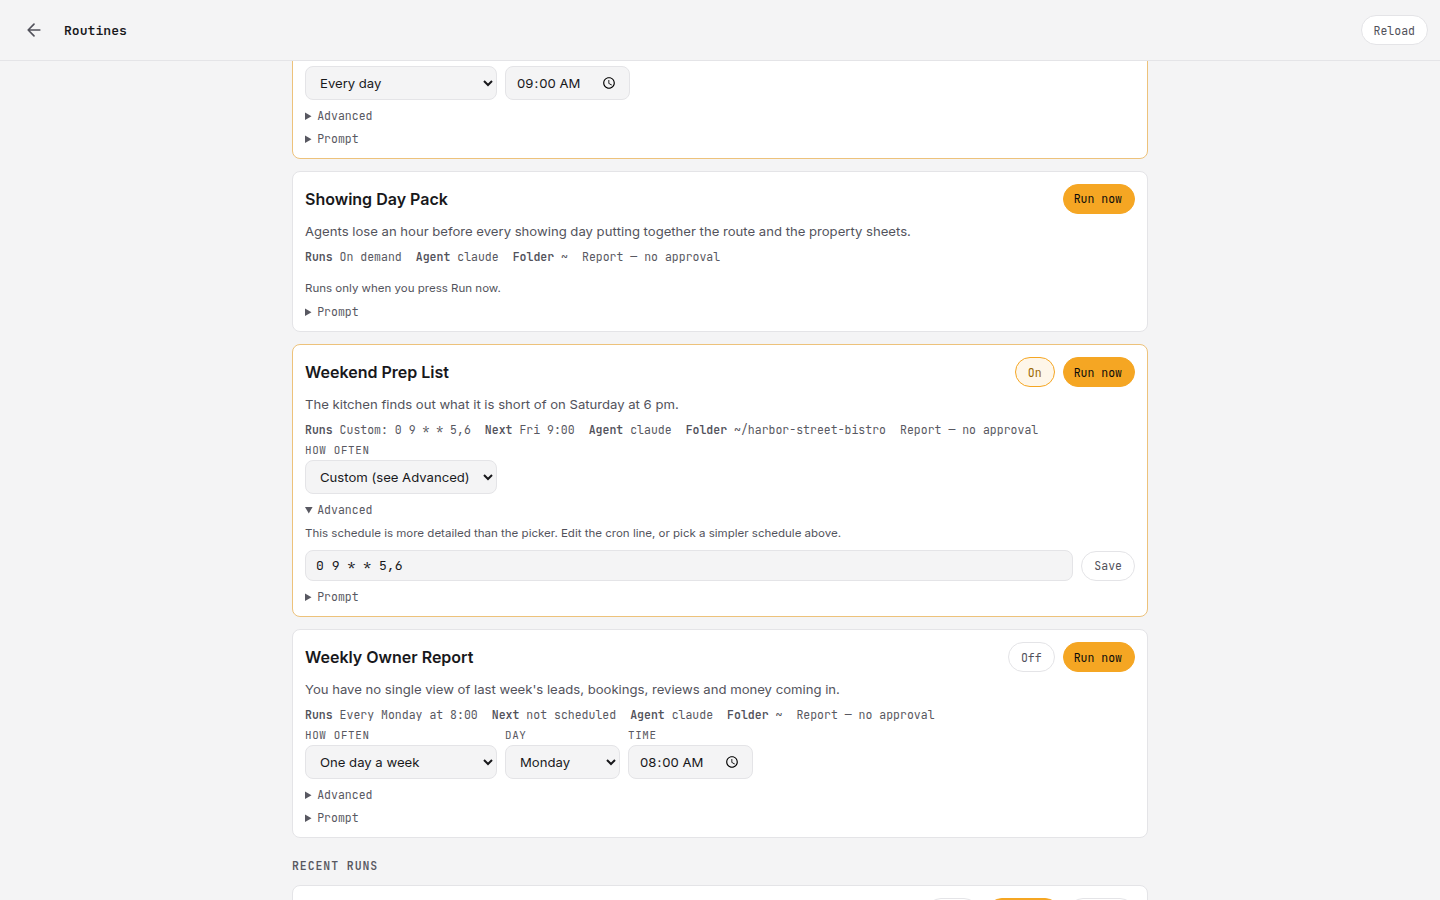 Routines
Reload
Every day
09:00 AM
Advanced
Prompt
Showing Day Pack
Run now
Agents lose an hour before every showing day putting together the route and the property sheets.
Runs On demand Agent claude Folder ~ Report — no approval
Runs only when you press Run now.
Prompt
Weekend Prep List
On
Run now
The kitchen finds out what it is short of on Saturday at 6 pm.
Runs Custom: 0 9 * * 5,6 Next Fri 9:00 Agent claude Folder ~/harbor-street-bistro Report — no approval
HOW OFTEN
Custom (see Advanced)
Advanced
This schedule is more detailed than the picker. Edit the cron line, or pick a simpler schedule above.
0 9 * * 5,6
Save
Prompt
Weekly Owner Report
Off
Run now
You have no single view of last week's leads, bookings, reviews and money coming in.
Runs Every Monday at 8:00 Next not scheduled Agent claude Folder ~ Report — no approval
HOW OFTEN DAY TIME
One day a week Monday 08:00 AM
Advanced
Prompt
RECENT RUNS